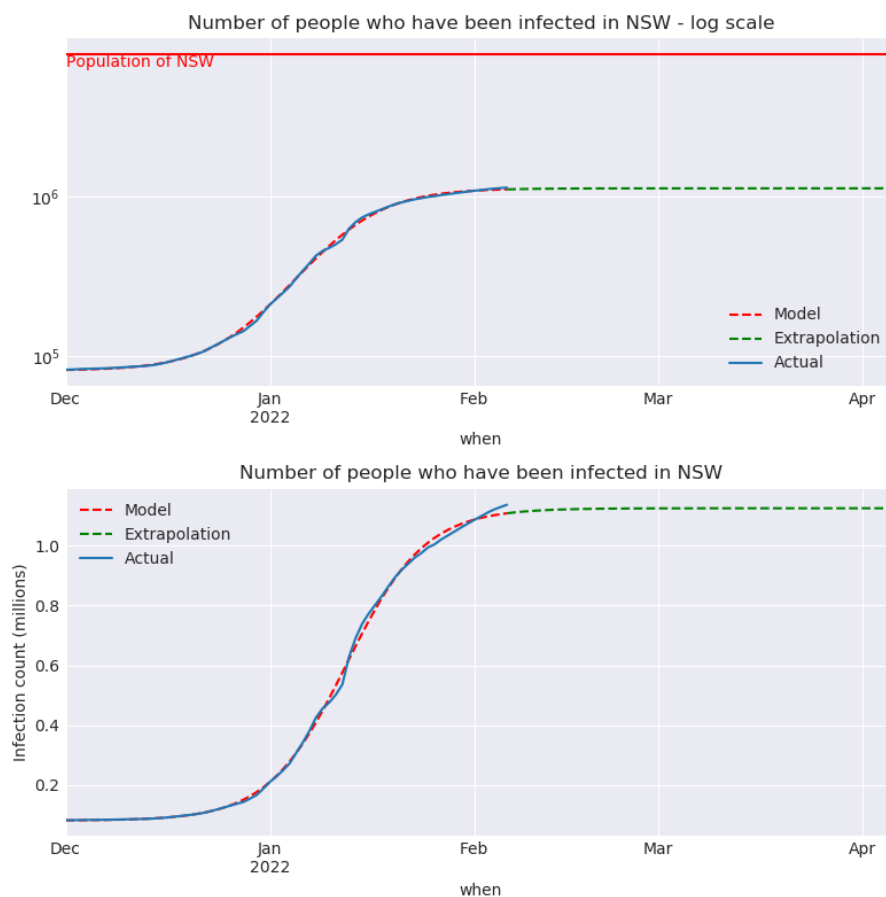 Number of people who have been infected in NSW - log scale
Population of NSW
10⁶
10⁵
Model
Extrapolation
Actual
Dec
Jan
2022
Feb
Mar
Apr
when
Number of people who have been infected in NSW
Model
Extrapolation
Actual
Infection count (millions)
1.0
0.8
0.6
0.4
0.2
Dec
Jan
2022
Feb
Mar
Apr
when